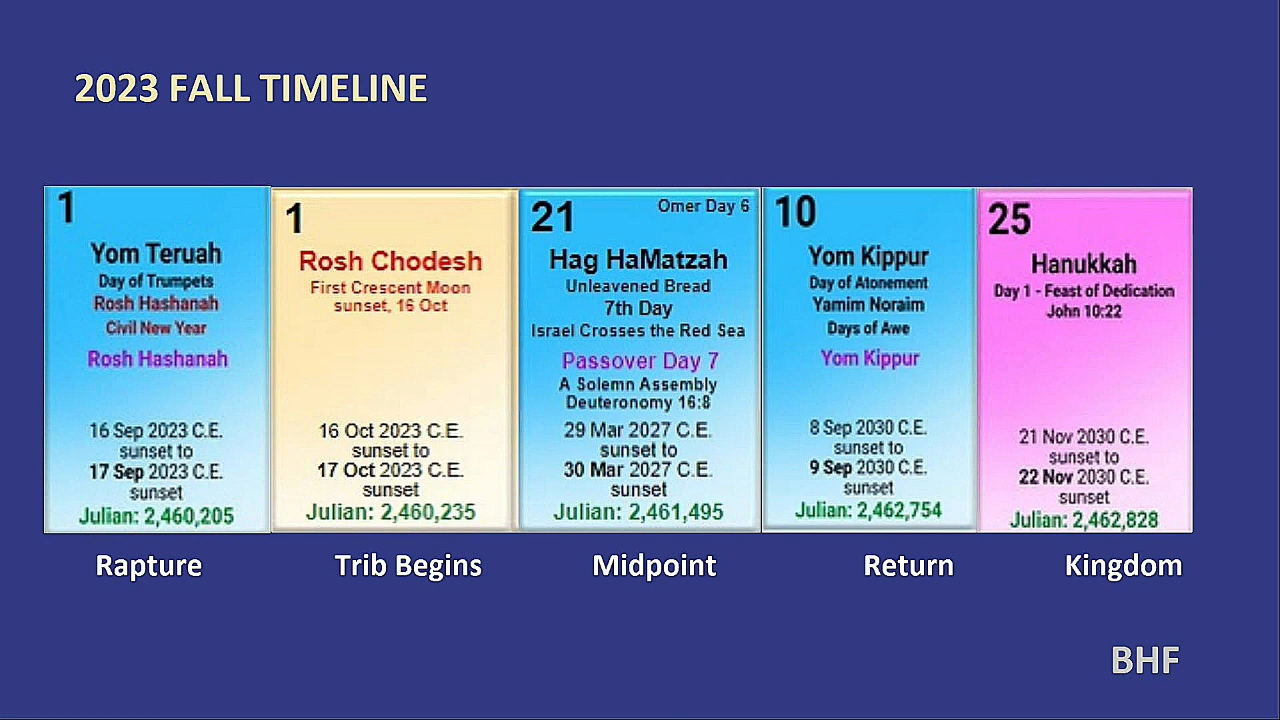 2023 FALL TIMELINE
1
Yom Teruah
Day of Trumpets
Rosh Hashanah
Civil New Year
Rosh Hashanah
16 Sep 2023 C.E.
sunset to
17 Sep 2023 C.E.
sunset
Julian: 2,460,205
Rapture
1
Rosh Chodesh
First Crescent Moon
sunset, 16 Oct
16 Oct 2023 C.E.
sunset to
17 Oct 2023 C.E.
sunset
Julian: 2,460,235
Trib Begins
21
Omer Day 6
Hag HaMatzah
Unleavened Bread
7th Day
Israel Crosses the Red Sea
Passover Day 7
A Solemn Assembly
Deuteronomy 16:8
29 Mar 2027 C.E.
sunset to
30 Mar 2027 C.E.
sunset
Julian: 2,461,495
Midpoint
10
Yom Kippur
Day of Atonement
Yamim Noraim
Days of Awe
Yom Kippur
8 Sep 2030 C.E.
sunset to
9 Sep 2030 C.E.
sunset
Julian: 2,462,754
Return
25
Hanukkah
Day 1 - Feast of Dedication
John 10:22
21 Nov 2030 C.E.
sunset to
22 Nov 2030 C.E.
sunset
Julian: 2,462,828
Kingdom
BHF